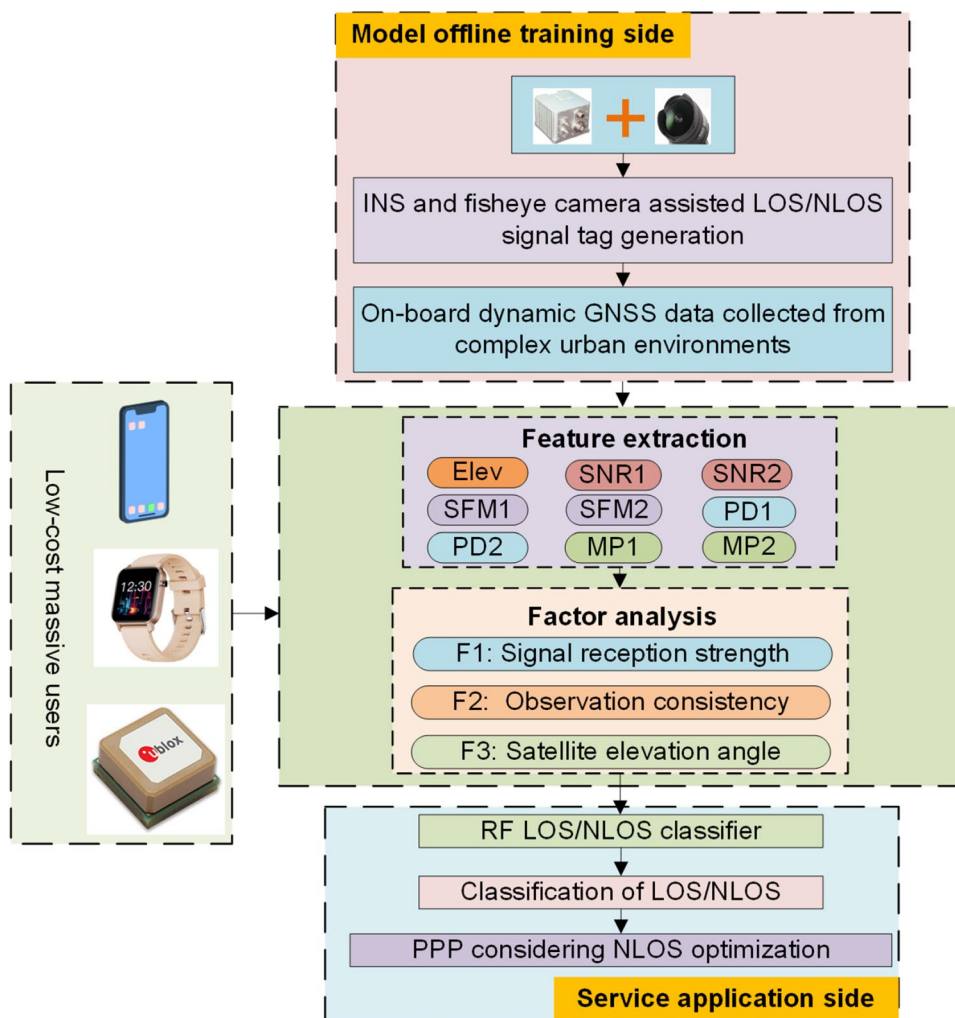 Model offline training side
INS and fisheye camera assisted LOS/NLOS
signal tag generation
On-board dynamic GNSS data collected from
complex urban environments
Low-cost massive users
12:30
blox
Feature extraction
Elev
SNR1
SNR2
SFM1
SFM2
PD1
PD2
MP1
MP2
Factor analysis
F1: Signal reception strength
F2: Observation consistency
F3: Satellite elevation angle
RF LOS/NLOS classifier
Classification of LOS/NLOS
PPP considering NLOS optimization
Service application side